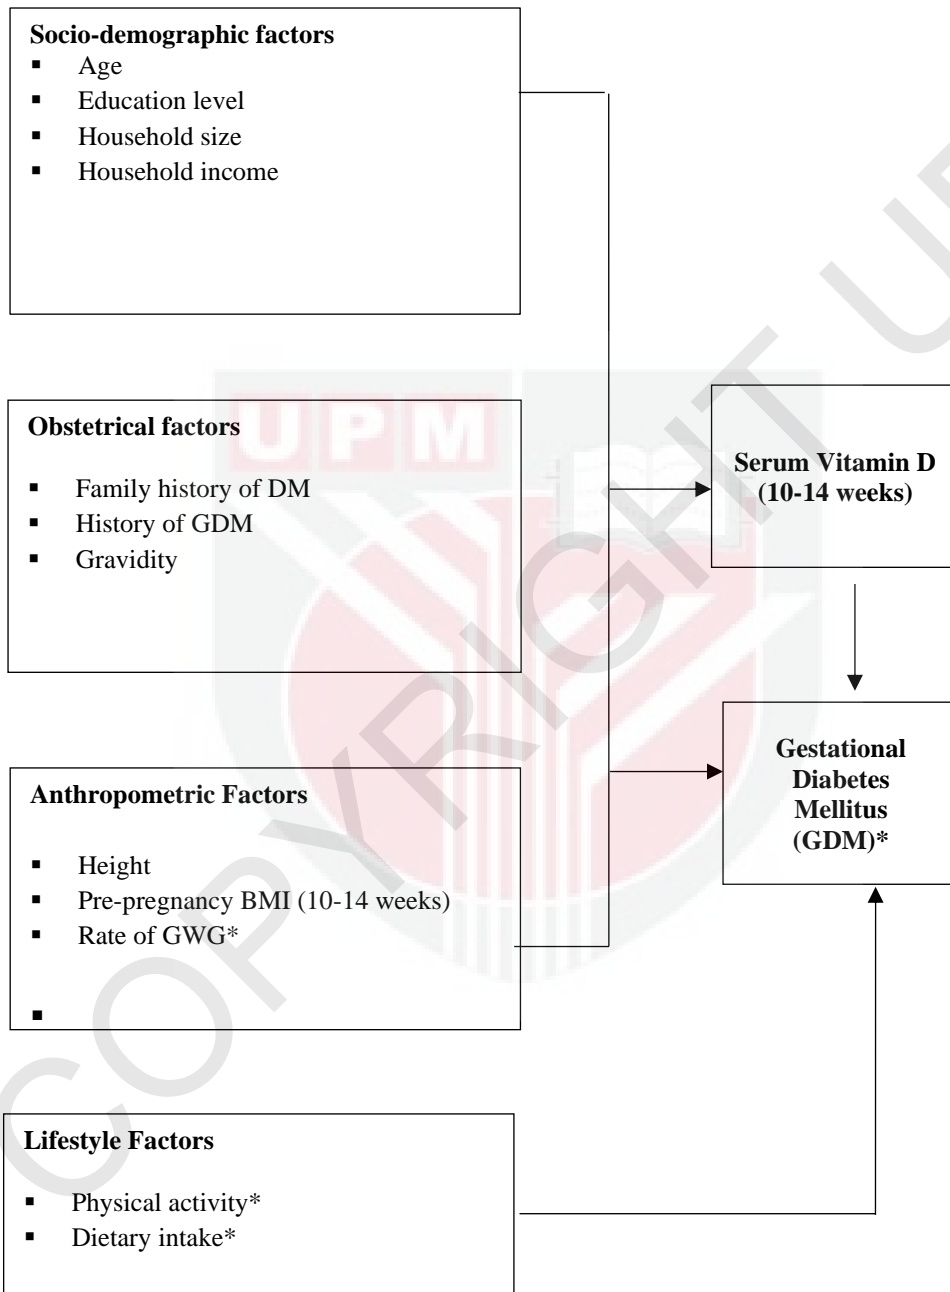 Socio-demographic factors
▪ Age
▪ Education level
▪ Household size
▪ Household income
Obstetrical factors
▪ Family history of DM
▪ History of GDM
▪ Gravidity
Serum Vitamin D
(10-14 weeks)
Anthropometric Factors
▪ Height
▪ Pre-pregnancy BMI (10-14 weeks)
▪ Rate of GWG*
▪
Gestational
Diabetes
Mellitus
(GDM)*
Lifestyle Factors
▪ Physical activity*
▪ Dietary intake*
UPM
COPYRIGHT